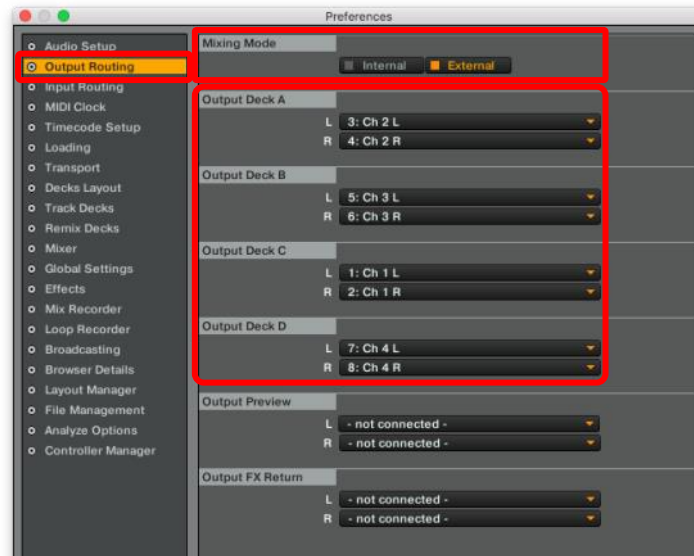 Preferences
Audio Setup
Output Routing
Input Routing
MIDI Clock
Timecode Setup
Loading
Transport
Decks Layout
Track Decks
Remix Decks
Mixer
Global Settings
Effects
Mix Recorder
Loop Recorder
Broadcasting
Browser Details
Layout Manager
File Management
Analyze Options
Controller Manager
Mixing Mode
Internal External
Output Deck A
L 3: Ch 2 L
R 4: Ch 2 R
Output Deck B
L 5: Ch 3 L
R 6: Ch 3 R
Output Deck C
L 1: Ch 1 L
R 2: Ch 1 R
Output Deck D
L 7: Ch 4 L
R 8: Ch 4 R
Output Preview
L - not connected -
R - not connected -
Output FX Return
L - not connected -
R - not connected -